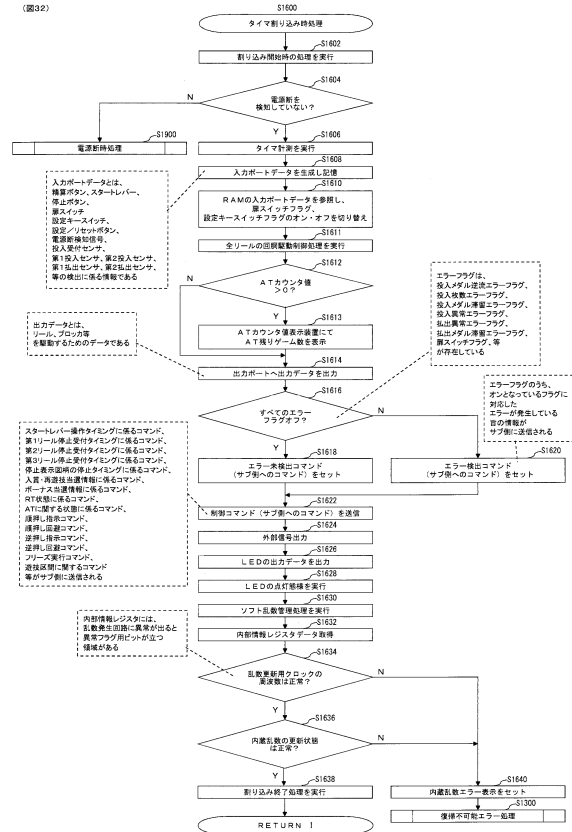 (図32)
S1600
タイマ割り込み時処理
S1602
割り込み開始時の処理を実行
S1604
電源断を
検知していない？
N
Y
S1900
電源断時処理
S1606
タイマ計測を実行
S1608
入力ポートデータを生成し記憶
S1610
RAMの入力ポートデータを参照し、
扉スイッチフラグ、
設定キースイッチフラグのオン・オフを切り替え
入力ポートデータとは、
精算ボタン、スタートレバー、
停止ボタン、
扉スイッチ
設定キースイッチ、
設定／リセットボタン、
電源断検知信号、
投入受付センサ、
第1投入センサ、第2投入センサ、
第1払出センサ、第2払出センサ、等
の検出に係る情報である
S1611
全リールの回胴駆動制御処理を実行
S1612
ATカウンタ値
＞0？
N
Y
S1613
ATカウンタ値表示装置にて
AT残りゲーム数を表示
出力データとは、
リール、ブロッカ等
を駆動するためのデータである
S1614
出力ポートへ出力データを出力
エラーフラグは、
投入メダル逆流エラーフラグ、
投入枚数エラーフラグ、
投入メダル滞留エラーフラグ、
投入異常エラーフラグ、
払出異常エラーフラグ、
払出メダル滞留エラーフラグ、
扉スイッチフラグ、等
が存在している
S1616
すべてのエラー
フラグオフ？
N
Y
エラーフラグのうち、
オンとなっているフラグに
対応した
エラーが発生している
旨の情報が
サブ側に送信される
S1618
エラー未検出コマンド
（サブ側へのコマンド）をセット
S1620
エラー検出コマンド
（サブ側へのコマンド）をセット
スタートレバー操作タイミングに係るコマンド、
第1リール停止受付タイミングに係るコマンド、
第2リール停止受付タイミングに係るコマンド、
第3リール停止受付タイミングに係るコマンド、
停止表示図柄の停止タイミングに係るコマンド、
入賞・再遊技当選情報に係るコマンド、
ボーナス当選情報に係るコマンド、
RT状態に係るコマンド、
ATに関する状態に係るコマンド、
順押し指示コマンド、
順押し回避コマンド、
逆押し指示コマンド、
逆押し回避コマンド、
フリーズ実行コマンド、
遊技区間に関するコマンド
等がサブ側に送信される
S1622
制御コマンド（サブ側へのコマンド）を送信
S1624
外部信号出力
S1626
LEDの出力データを出力
S1628
LEDの点灯態様を実行
S1630
ソフト乱数管理処理を実行
S1632
内部情報レジスタデータ取得
内部情報レジスタには、
乱数発生回路に異常が出ると
異常フラグ用ビットが立つ
領域がある
S1634
乱数更新用クロックの
周波数は正常？
N
Y
S1636
内蔵乱数の更新状態
は正常？
N
Y
S1638
割り込み終了処理を実行
S1640
内蔵乱数エラー表示をセット
S1300
復帰不可能エラー処理
RETURN I